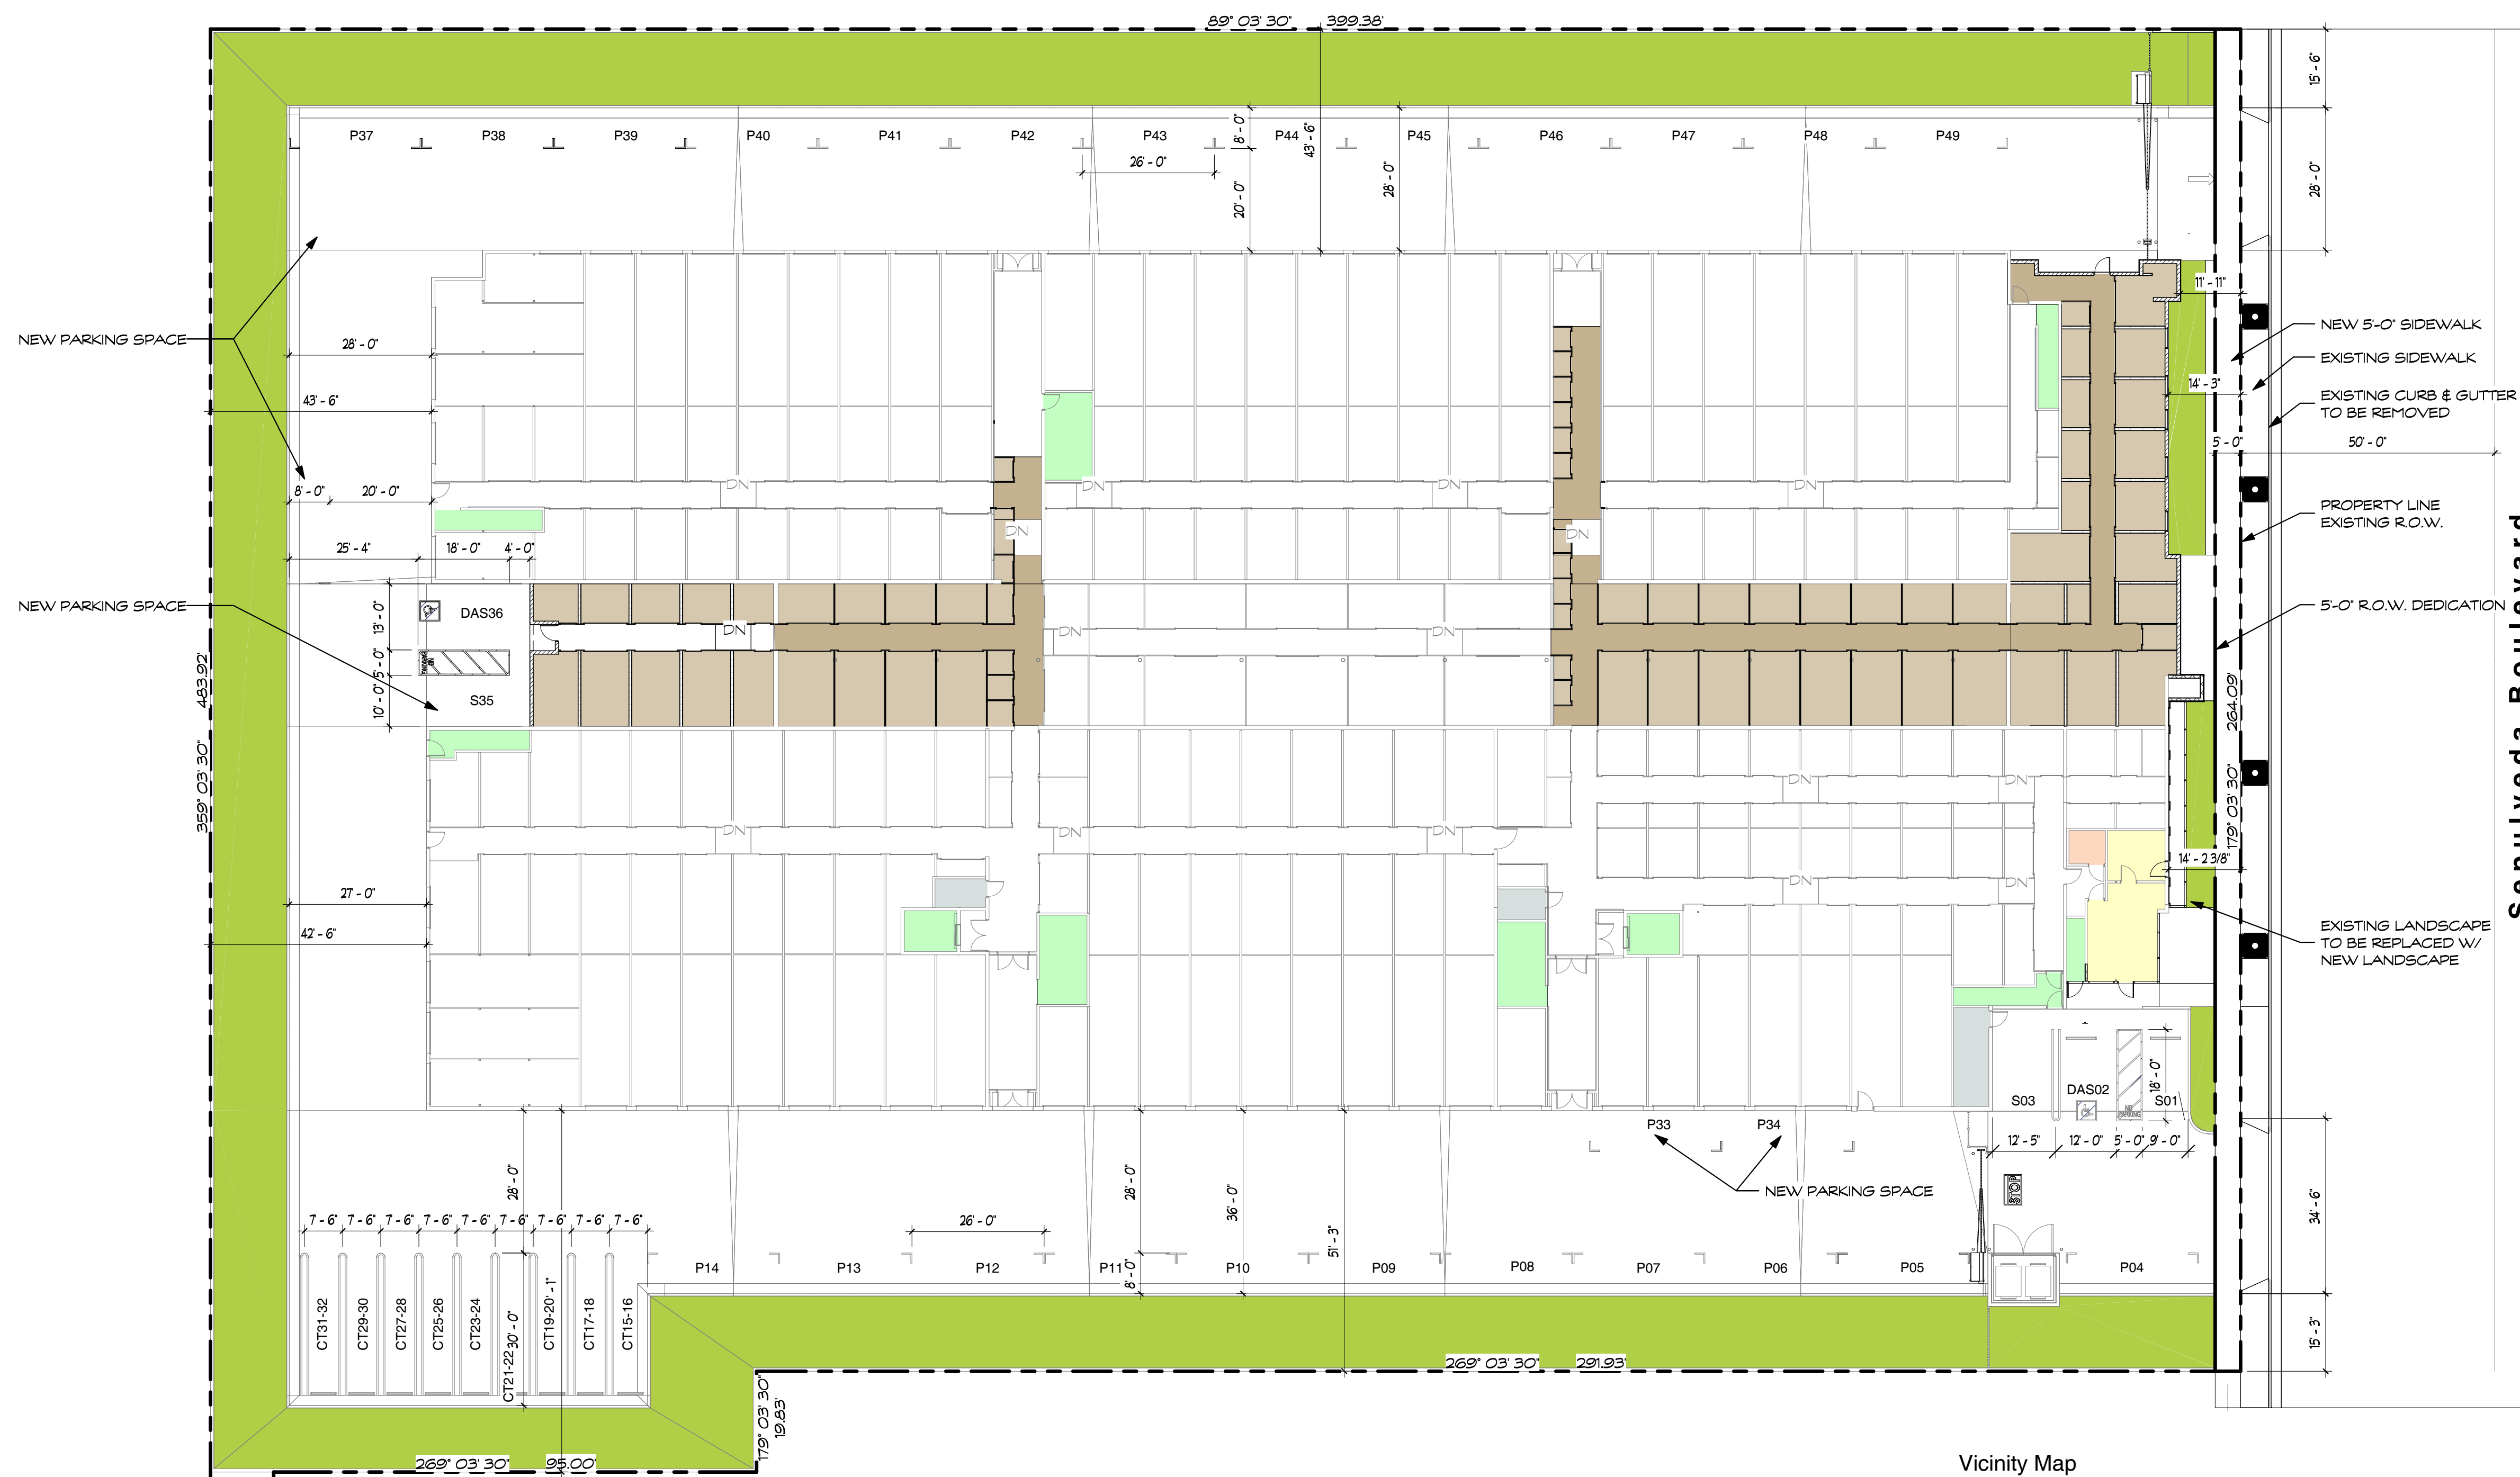 89° 03' 30" 399.38'
15' - 6"
P37 P38 P39 P40 P41 P42 P43 P44 P45 P46 P47 P48 P49
8' - 0"
43' - 6"
26' - 0"
20' - 0"
28' - 0"
28' - 0"
11' - 11"
NEW 5'-0" SIDEWALK
NEW PARKING SPACE
28' - 0"
EXISTING SIDEWALK
14' - 3"
43' - 6"
EXISTING CURB & GUTTER
TO BE REMOVED
5' - 0"
50' - 0"
8' - 0"
20' - 0"
DN DN DN DN
PROPERTY LINE
EXISTING R.O.W.
DN DN
25' - 4"
18' - 0"
4' - 0"
NEW PARKING SPACE
13' - 0"
DAS36
5'-0" R.O.W. DEDICATION
DN DN DN
5' - 0"
NO
PARKING
10' - 0"
S35
Sepulveda Boulevard
359° 03' 30" 483.92'
179° 03' 30" 264.09'
DN DN
DN DN DN
14' - 2 3/8"
DN DN
27' - 0"
42' - 6"
EXISTING LANDSCAPE
TO BE REPLACED W/
NEW LANDSCAPE
18' - 0"
S03 DAS02 S01
NO
PARKING
P33 P34
12' - 5"
12' - 0"
5' - 0"
9' - 0"
28' - 0"
28' - 0"
36' - 0"
51' - 3"
NEW PARKING SPACE
STOP
34' - 6"
7' - 6" 7' - 6" 7' - 6" 7' - 6" 7' - 6" 7' - 6" 7' - 6" 7' - 6" 7' - 6"
26' - 0"
P14 P13 P12 P11 P10 P09 P08 P07 P06 P05 P04
8' - 0"
CT31-32
CT29-30
CT27-28
CT25-26
CT23-24
CT21-22
30' - 0"
CT19-20
' - 1"
CT17-18
CT15-16
15' - 3"
269° 03' 30" 291.93'
179° 03' 30"
19.83'
269° 03' 30" 95.00'
Vicinity Map